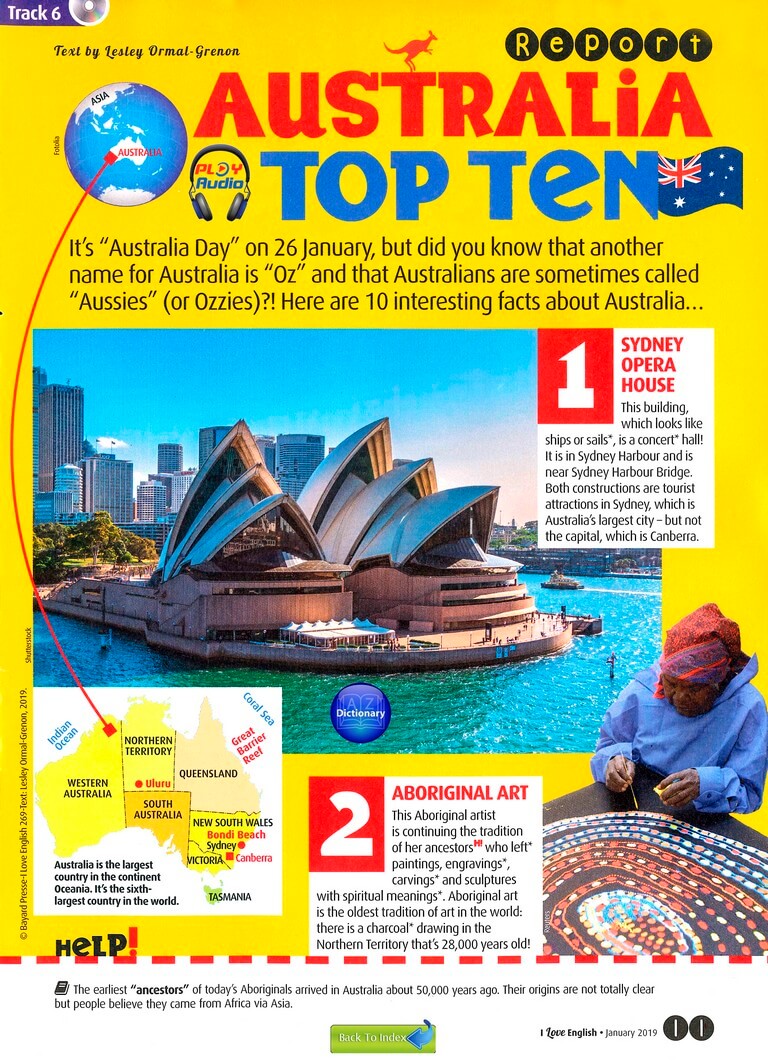 Track 6
Text by Lesley Ormal-Grenon
Report
AUSTRALiA
TOP TeN
ASIA
AUSTRALIA
Fotolia
PLAY
Audio
It's “Australia Day” on 26 January, but did you know that another
name for Australia is “Oz” and that Australians are sometimes called
“Aussies” (or Ozzies)?! Here are 10 interesting facts about Australia...
1
SYDNEY
OPERA
HOUSE
This building,
which looks like
ships or sails*, is a concert* hall!
It is in Sydney Harbour and is
near Sydney Harbour Bridge.
Both constructions are tourist
attractions in Sydney, which is
Australia's largest city – but not
the capital, which is Canberra.
Shutterstock
A Z
Dictionary
Indian
Ocean
Coral Sea
Great
Barrier
Reef
NORTHERN
TERRITORY
QUEENSLAND
WESTERN
AUSTRALIA
Uluru
SOUTH
AUSTRALIA
NEW SOUTH WALES
Bondi Beach
Sydney
VICTORIA
Canberra
TASMANIA
Australia is the largest
country in the continent
Oceania. It's the sixth-
largest country in the world.
2
ABORIGINAL ART
This Aboriginal artist
is continuing the tradition
of her ancestors H! who left*
paintings, engravings*,
carvings* and sculptures
with spiritual meanings*. Aboriginal art
is the oldest tradition of art in the world:
there is a charcoal* drawing in the
Northern Territory that's 28,000 years old!
© Bayard Presse-I Love English 269-Text: Lesley Ormal-Grenon, 2019.
HeLP!
The earliest “ancestors” of today's Aboriginals arrived in Australia about 50,000 years ago. Their origins are not totally clear
but people believe they came from Africa via Asia.
Back To Index
I Love English • January 2019 11